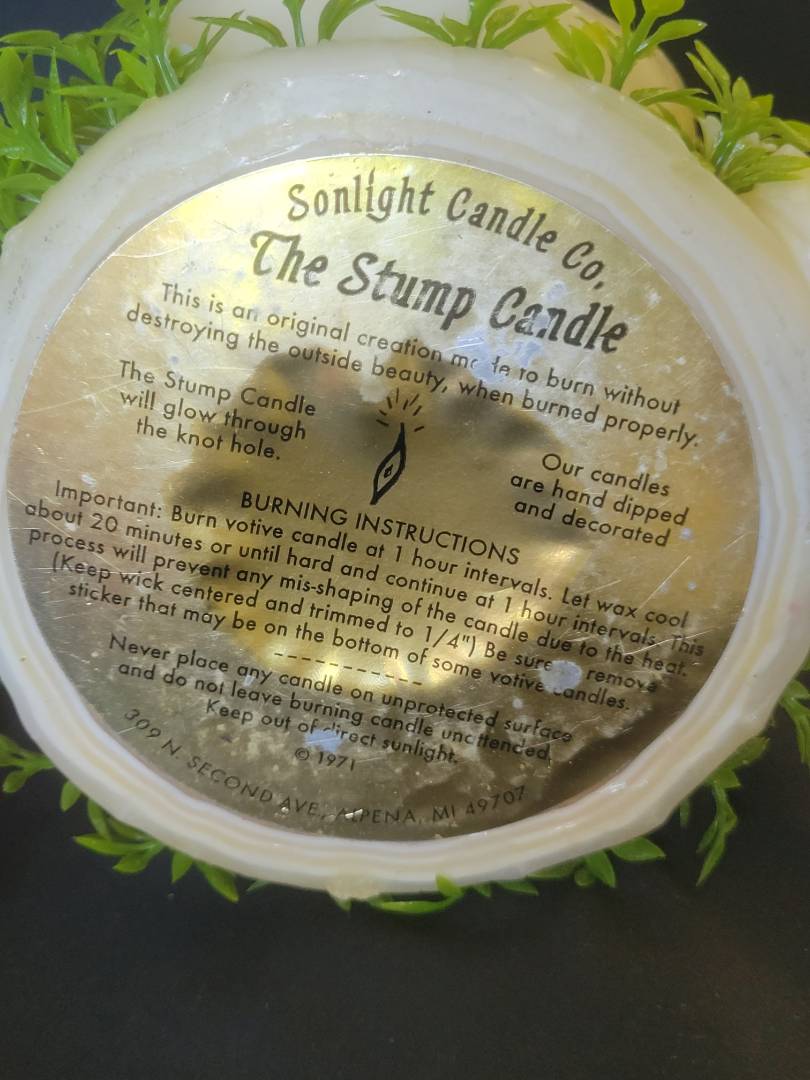 Sonlight Candle Co.
The Stump Candle
This is an original creation made to burn without
destroying the outside beauty, when burned properly.
The Stump Candle
will glow through
the knot hole.
Our candles
are hand dipped
and decorated
BURNING INSTRUCTIONS
Important: Burn votive candle at 1 hour intervals. Let wax cool
about 20 minutes or until hard and continue at 1 hour intervals. This
process will prevent any mis-shaping of the candle due to the heat.
(Keep wick centered and trimmed to 1/4") Be sure remove
sticker that may be on the bottom of some votive candles.
-----------
Never place any candle on unprotected surface
and do not leave burning candle unattended.
Keep out of direct sunlight.
© 1971
309 N. SECOND AVE., ALPENA, MI 49707